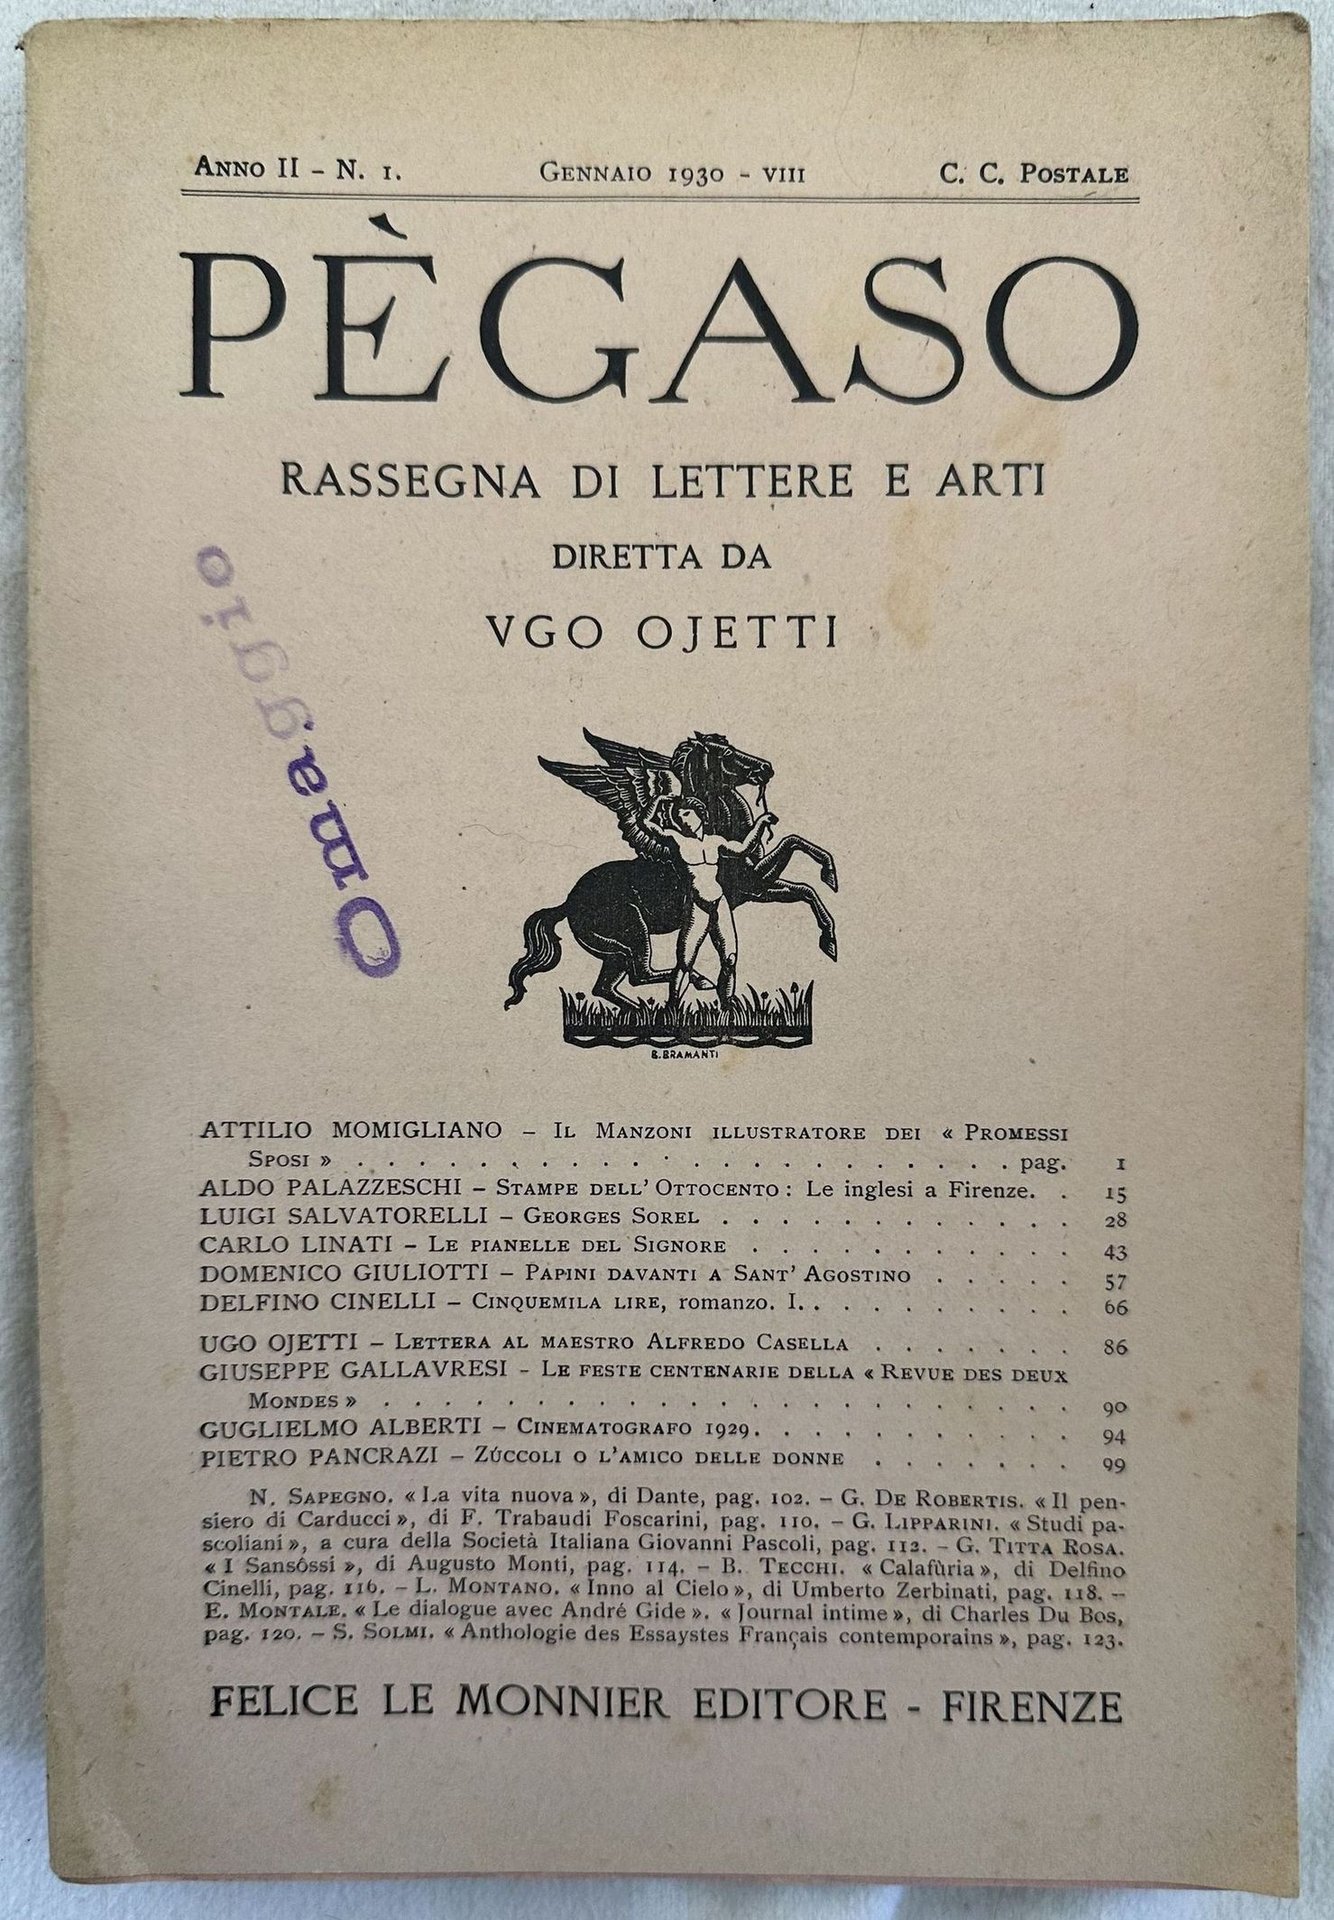 ANNO II – N. 1. GENNAIO 1930 - VIII C. C. POSTALE
PÈGASO
RASSEGNA DI LETTERE E ARTI
DIRETTA DA
VGO OJETTI
Omaggio
B. BRAMANTI
ATTILIO MOMIGLIANO – IL MANZONI ILLUSTRATORE DEI « PROMESSI
SPOSI » . . . . . . . . . . . . . . . . . . . . . . pag. 1
ALDO PALAZZESCHI – STAMPE DELL' OTTOCENTO : Le inglesi a Firenze. . 15
LUIGI SALVATORELLI – GEORGES SOREL . . . . . . . . . . . . 28
CARLO LINATI – LE PIANELLE DEL SIGNORE . . . . . . . . . . . 43
DOMENICO GIULIOTTI – PAPINI DAVANTI A SANT' AGOSTINO . . . . . 57
DELFINO CINELLI – CINQUEMILA LIRE, romanzo. I. . . . . . . . . . 66
UGO OJETTI – LETTERA AL MAESTRO ALFREDO CASELLA . . . . . . . 86
GIUSEPPE GALLAVRESI – LE FESTE CENTENARIE DELLA « REVUE DES DEUX
MONDES » . . . . . . . . . . . . . . . . . . . . . . . 90
GUGLIELMO ALBERTI – CINEMATOGRAFO 1929. . . . . . . . . . . 94
PIETRO PANCRAZI – ZÚCCOLI O L'AMICO DELLE DONNE . . . . . . . 99
N. SAPEGNO. « La vita nuova », di Dante, pag. 102. – G. DE ROBERTIS. « Il pen-
siero di Carducci », di F. Trabaudi Foscarini, pag. 110. – G. LIPPARINI. « Studi pa-
scoliani », a cura della Società Italiana Giovanni Pascoli, pag. 112. – G. TITTA ROSA.
« I Sansôssi », di Augusto Monti, pag. 114. – B. TECCHI. « Calafùria », di Delfino
Cinelli, pag. 116. – L. MONTANO. « Inno al Cielo », di Umberto Zerbinati, pag. 118. –
E. MONTALE. « Le dialogue avec André Gide ». « Journal intime », di Charles Du Bos,
pag. 120. – S. SOLMI. « Anthologie des Essaystes Français contemporains », pag. 123.
FELICE LE MONNIER EDITORE - FIRENZE